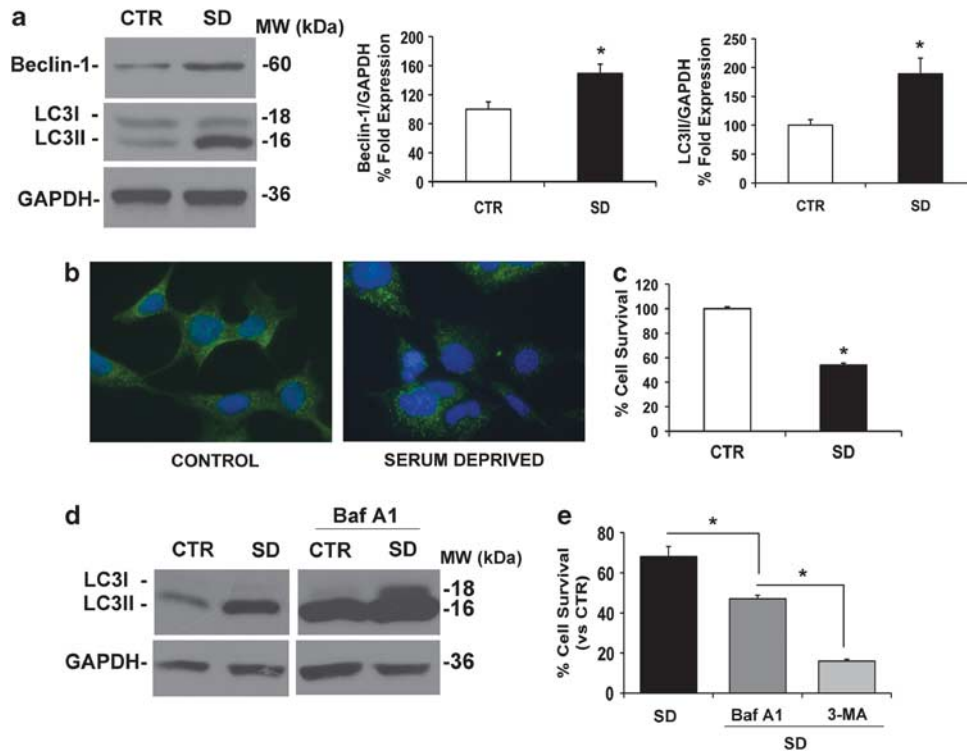 a
CTR SD MW (kDa)
Beclin-1- -60
LC3I - -18
LC3II - -16
GAPDH- -36
Beclin-1/GAPDH
% Fold Expression
200
160
120
80
40
0
*
CTR SD
LC3II/GAPDH
% Fold Expression
250
200
150
100
50
0
*
CTR SD
b
CONTROL SERUM DEPRIVED
c
% Cell Survival
120
100
80
60
40
20
0
*
CTR SD
d
Baf A1
CTR SD CTR SD MW (kDa)
LC3I - -18
LC3II - -16
GAPDH- -36
e
% Cell Survival
(vs CTR)
80
60
40
20
0
*
*
SD Baf A1 3-MA
SD